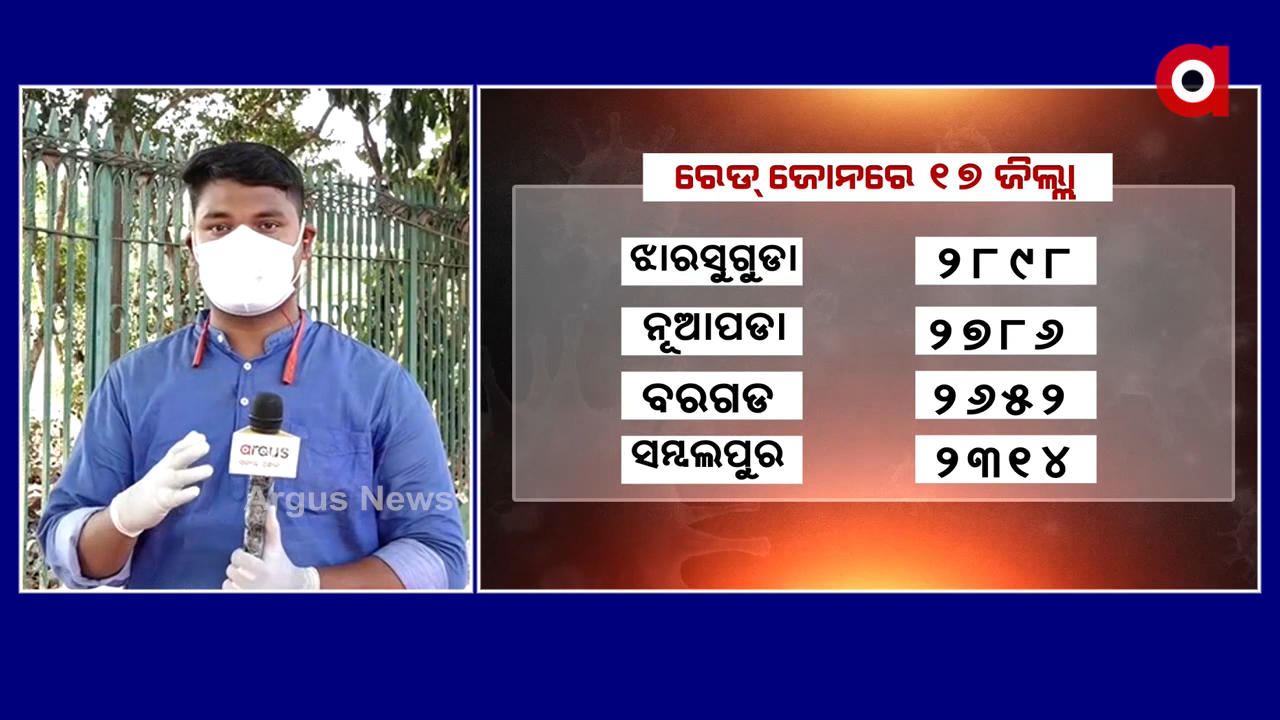 ରେଡ୍ ଜୋନରେ ୧୭ ଜିଲ୍ଲା
ଝାରସୁଗୁଡା ୨୮୯୮
ନୂଆପଡା ୨୭୮୬
ବରଗଡ ୨୬୫୨
ସମ୍ବଲପୁର ୨୩୧୪
argus
Argus News